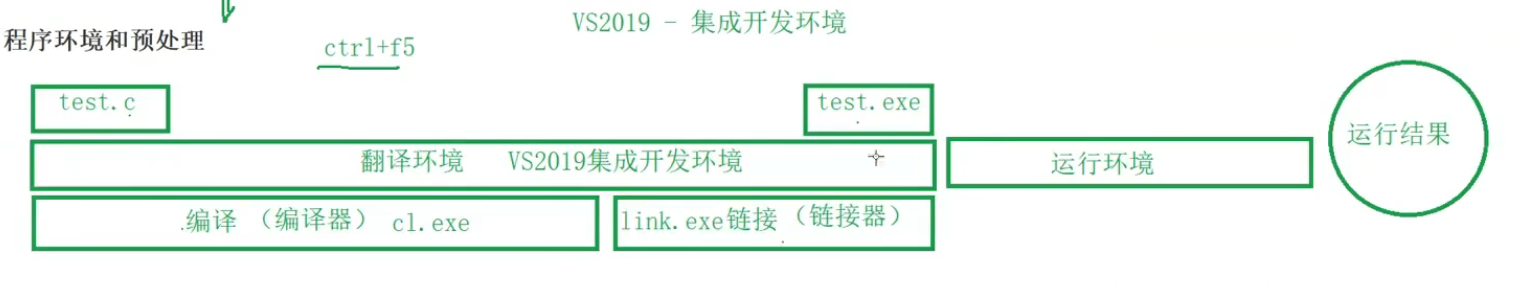 VS2019 - 集成开发环境
程序环境和预处理
ctrl+f5
test.c
test.exe
翻译环境 VS2019集成开发环境
运行环境
运行结果
.编译 （编译器） cl.exe
link.exe链接（链接器）